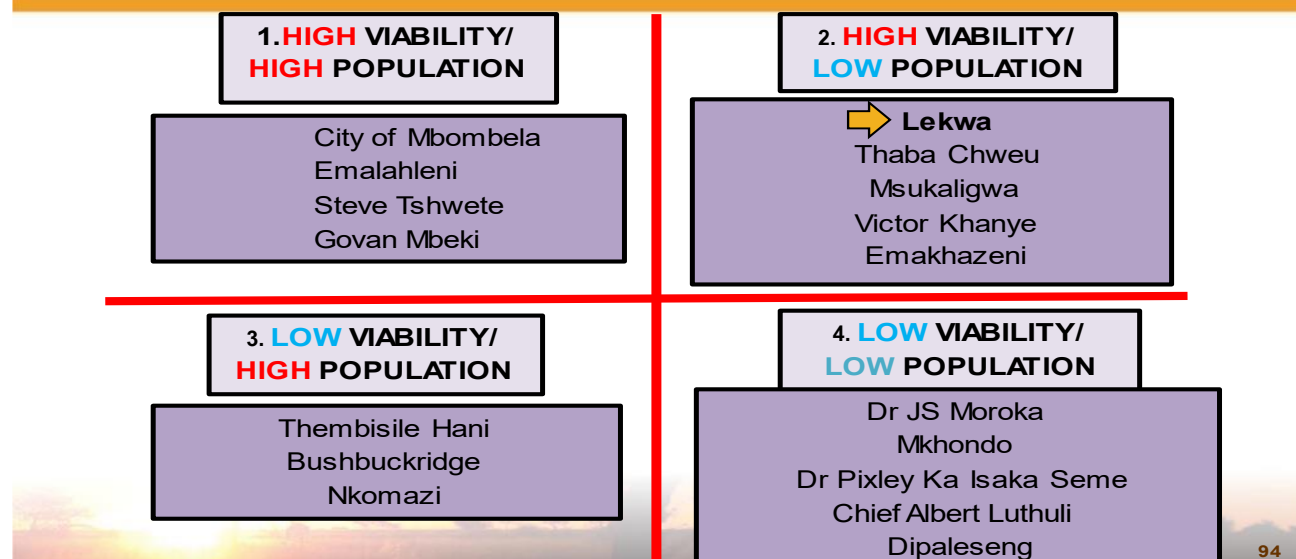 1.HIGH VIABILITY/
HIGH POPULATION
City of Mbombela
Emalahleni
Steve Tshwete
Govan Mbeki
2. HIGH VIABILITY/
LOW POPULATION
Lekwa
Thaba Chweu
Msukaligwa
Victor Khanye
Emakhazeni
3. LOW VIABILITY/
HIGH POPULATION
Thembisile Hani
Bushbuckridge
Nkomazi
4. LOW VIABILITY/
LOW POPULATION
Dr JS Moroka
Mkhondo
Dr Pixley Ka Isaka Seme
Chief Albert Luthuli
Dipaleseng
94